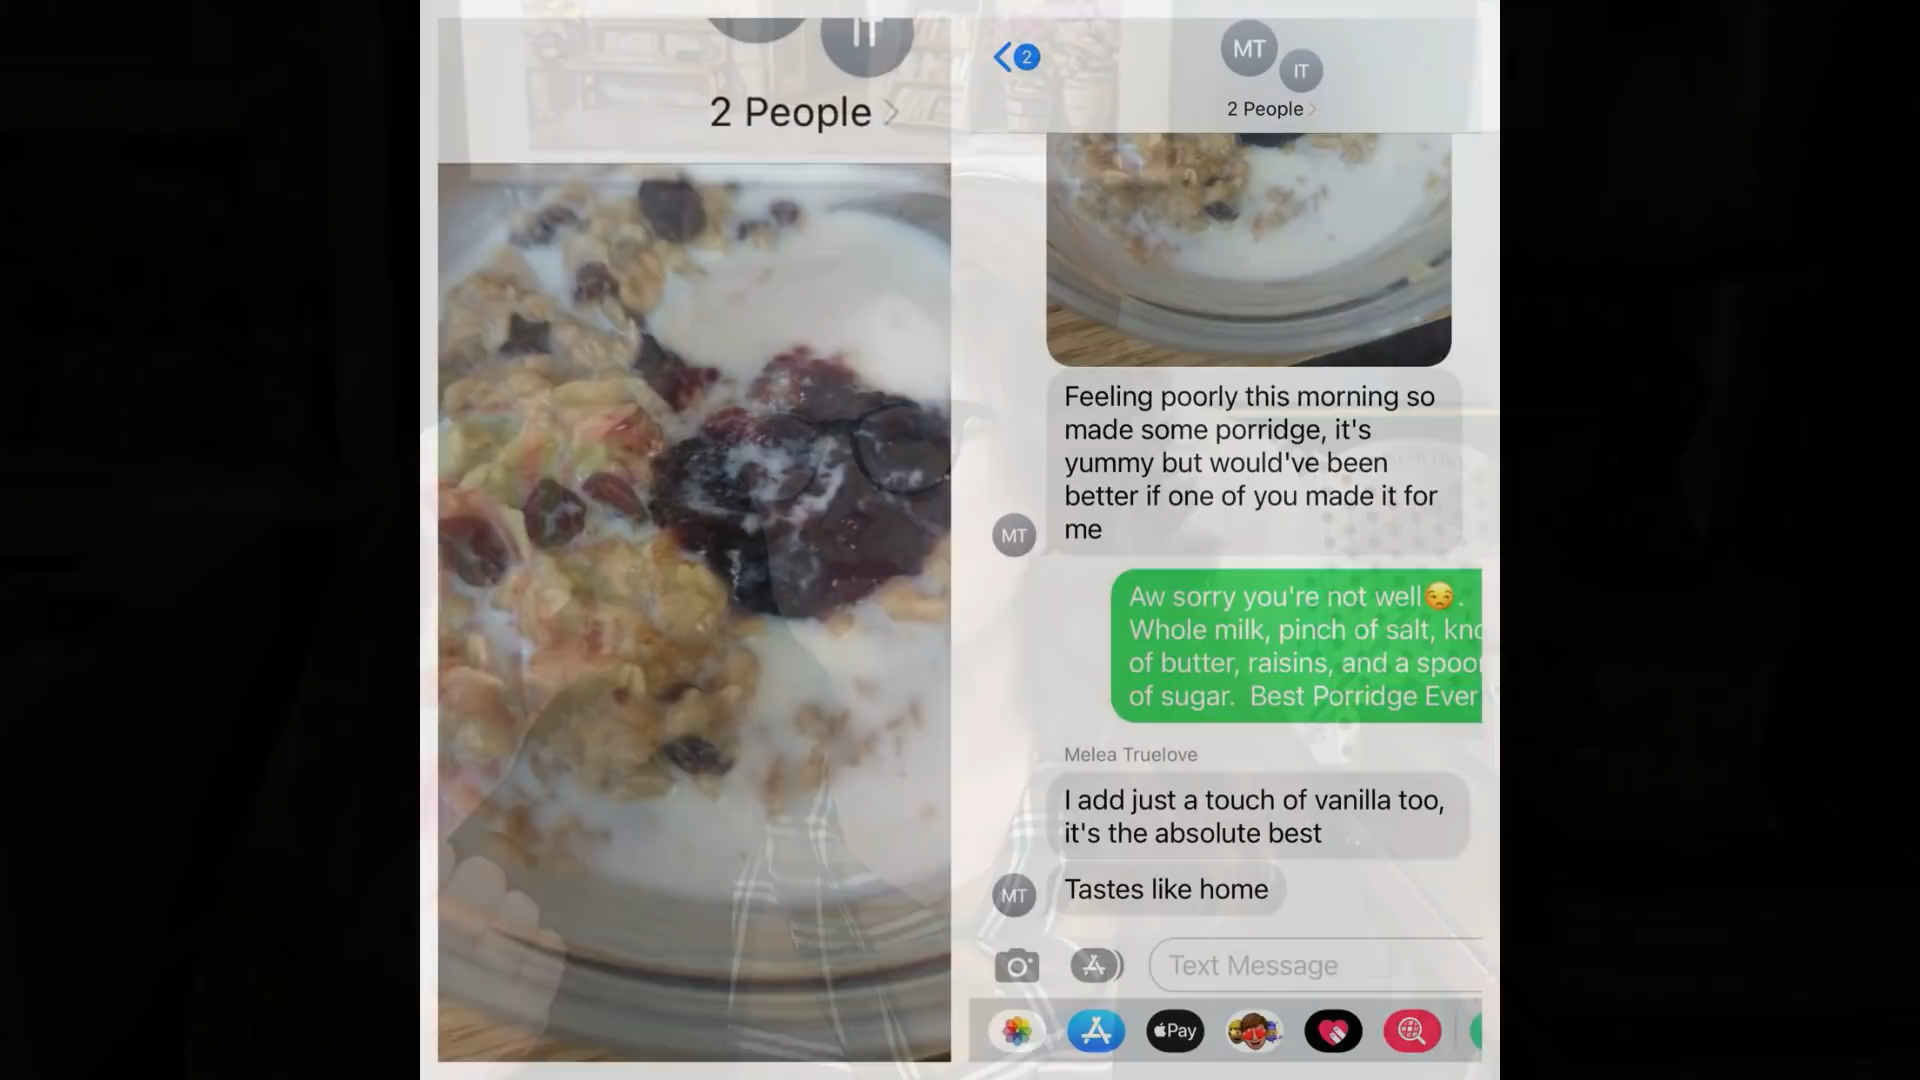 IT
2 People
2
MT
IT
2 People
Feeling poorly this morning so
made some porridge, it's
yummy but would've been
better if one of you made it for
me
MT
Aw sorry you're not well😒.
Whole milk, pinch of salt, kno
of butter, raisins, and a spoo
of sugar. Best Porridge Ever
Melea Truelove
I add just a touch of vanilla too,
it's the absolute best
MT
Tastes like home
Text Message
Pay